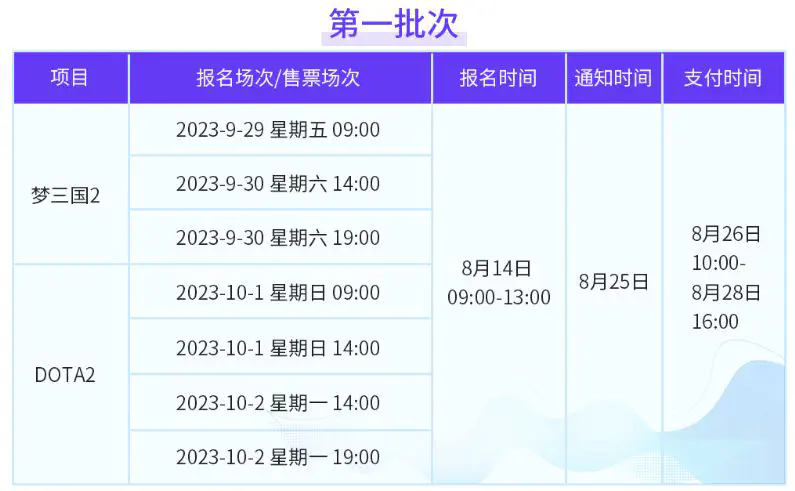 第一批次
项目 报名场次/售票场次 报名时间 通知时间 支付时间
梦三国2
2023-9-29 星期五 09:00
2023-9-30 星期六 14:00
2023-9-30 星期六 19:00
DOTA2
2023-10-1 星期日 09:00
2023-10-1 星期日 14:00
2023-10-2 星期一 14:00
2023-10-2 星期一 19:00
8月14日
09:00-13:00
8月25日
8月26日
10:00-
8月28日
16:00